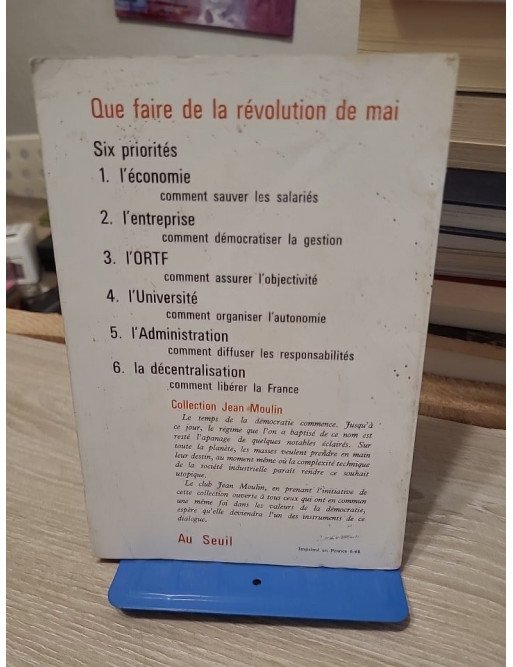 Que faire de la révolution de mai
Six priorités
1. l'économie
comment sauver les salariés
2. l'entreprise
comment démocratiser la gestion
3. l'ORTF
comment assurer l'objectivité
4. l'Université
comment organiser l'autonomie
5. l'Administration
comment diffuser les responsabilités
6. la décentralisation
comment libérer la France
Collection Jean Moulin
Le temps de la démocratie commence. Jusqu'à
ce jour, le régime que l'on a baptisé de ce nom est
resté l'apanage de quelques notables éclairés. Sur
toute la planète, les masses veulent prendre en main
leur destin, au moment même où la complexité technique
de la société industrielle paraît rendre ce souhait
utopique.
Le club Jean Moulin, en prenant l'initiative de
cette collection ouverte à tous ceux qui ont en commun
une même foi dans les valeurs de la démocratie,
espère qu'elle deviendra l'un des instruments de ce
dialogue.
Au Seuil
Imprimé en France 6-68